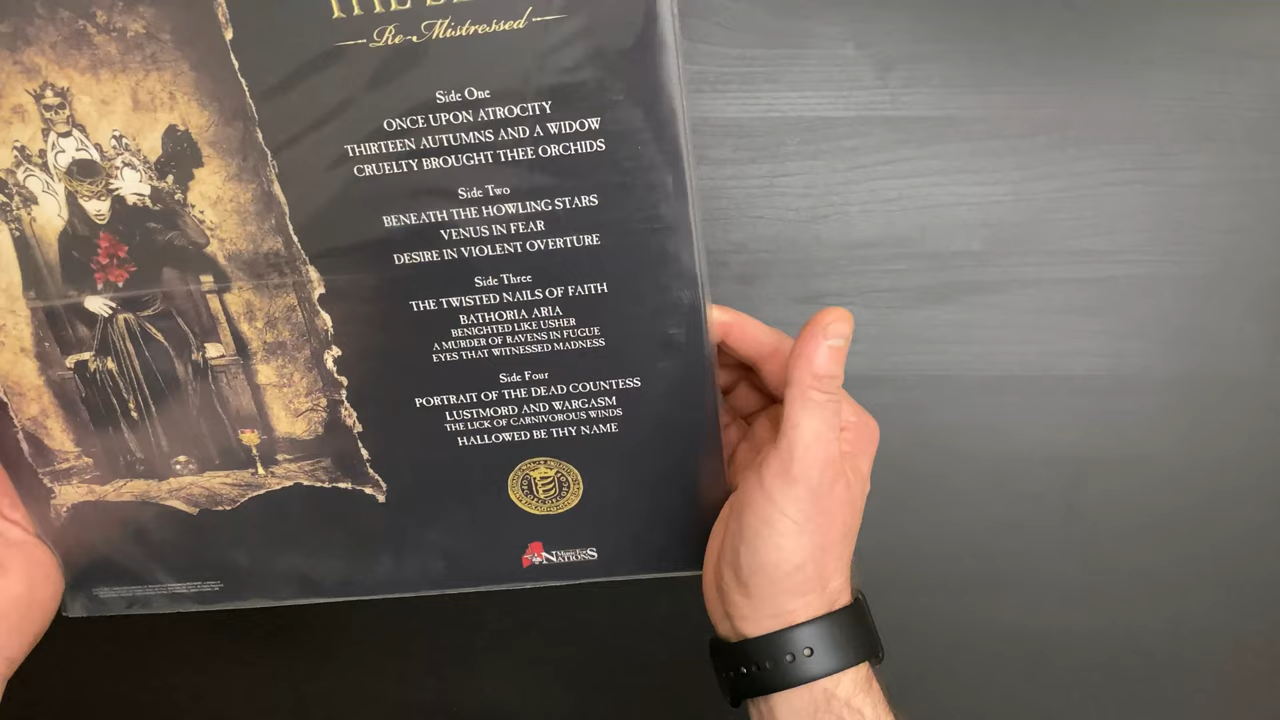 Re-Mistressed
Side One
ONCE UPON ATROCITY
THIRTEEN AUTUMNS AND A WIDOW
CRUELTY BROUGHT THEE ORCHIDS
Side Two
BENEATH THE HOWLING STARS
VENUS IN FEAR
DESIRE IN VIOLENT OVERTURE
Side Three
THE TWISTED NAILS OF FAITH
BATHORIA ARIA
BENIGHTED LIKE USHER
A MURDER OF RAVENS IN FUGUE
EYES THAT WITNESSED MADNESS
Side Four
PORTRAIT OF THE DEAD COUNTESS
LUSTMORD AND WARGASM
THE LICK OF CARNIVOROUS WINDS
HALLOWED BE THY NAME
Music For
NATIONS